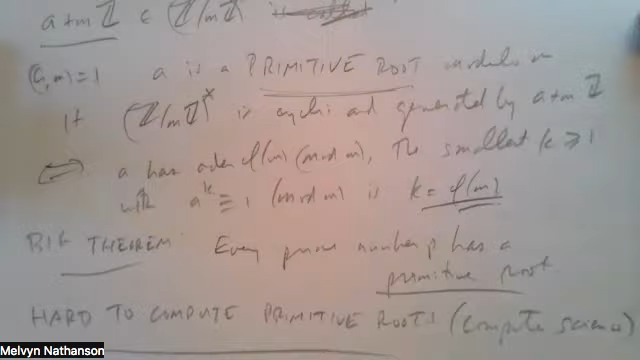 a+mℤ ∈ (ℤ/mℤ)
(a,m)=1 a is a PRIMITIVE ROOT modulo m
if (ℤ/mℤ)^× is cyclic and generated by a+mℤ
⟺ a has order φ(m) (mod m), The smallest k ≥ 1
with a^k ≡ 1 (mod m) is k = φ(m)
BIG THEOREM: Every prime number p has a
primitive root
HARD TO COMPUTE PRIMITIVE ROOTS (computer science)
Melvyn Nathanson